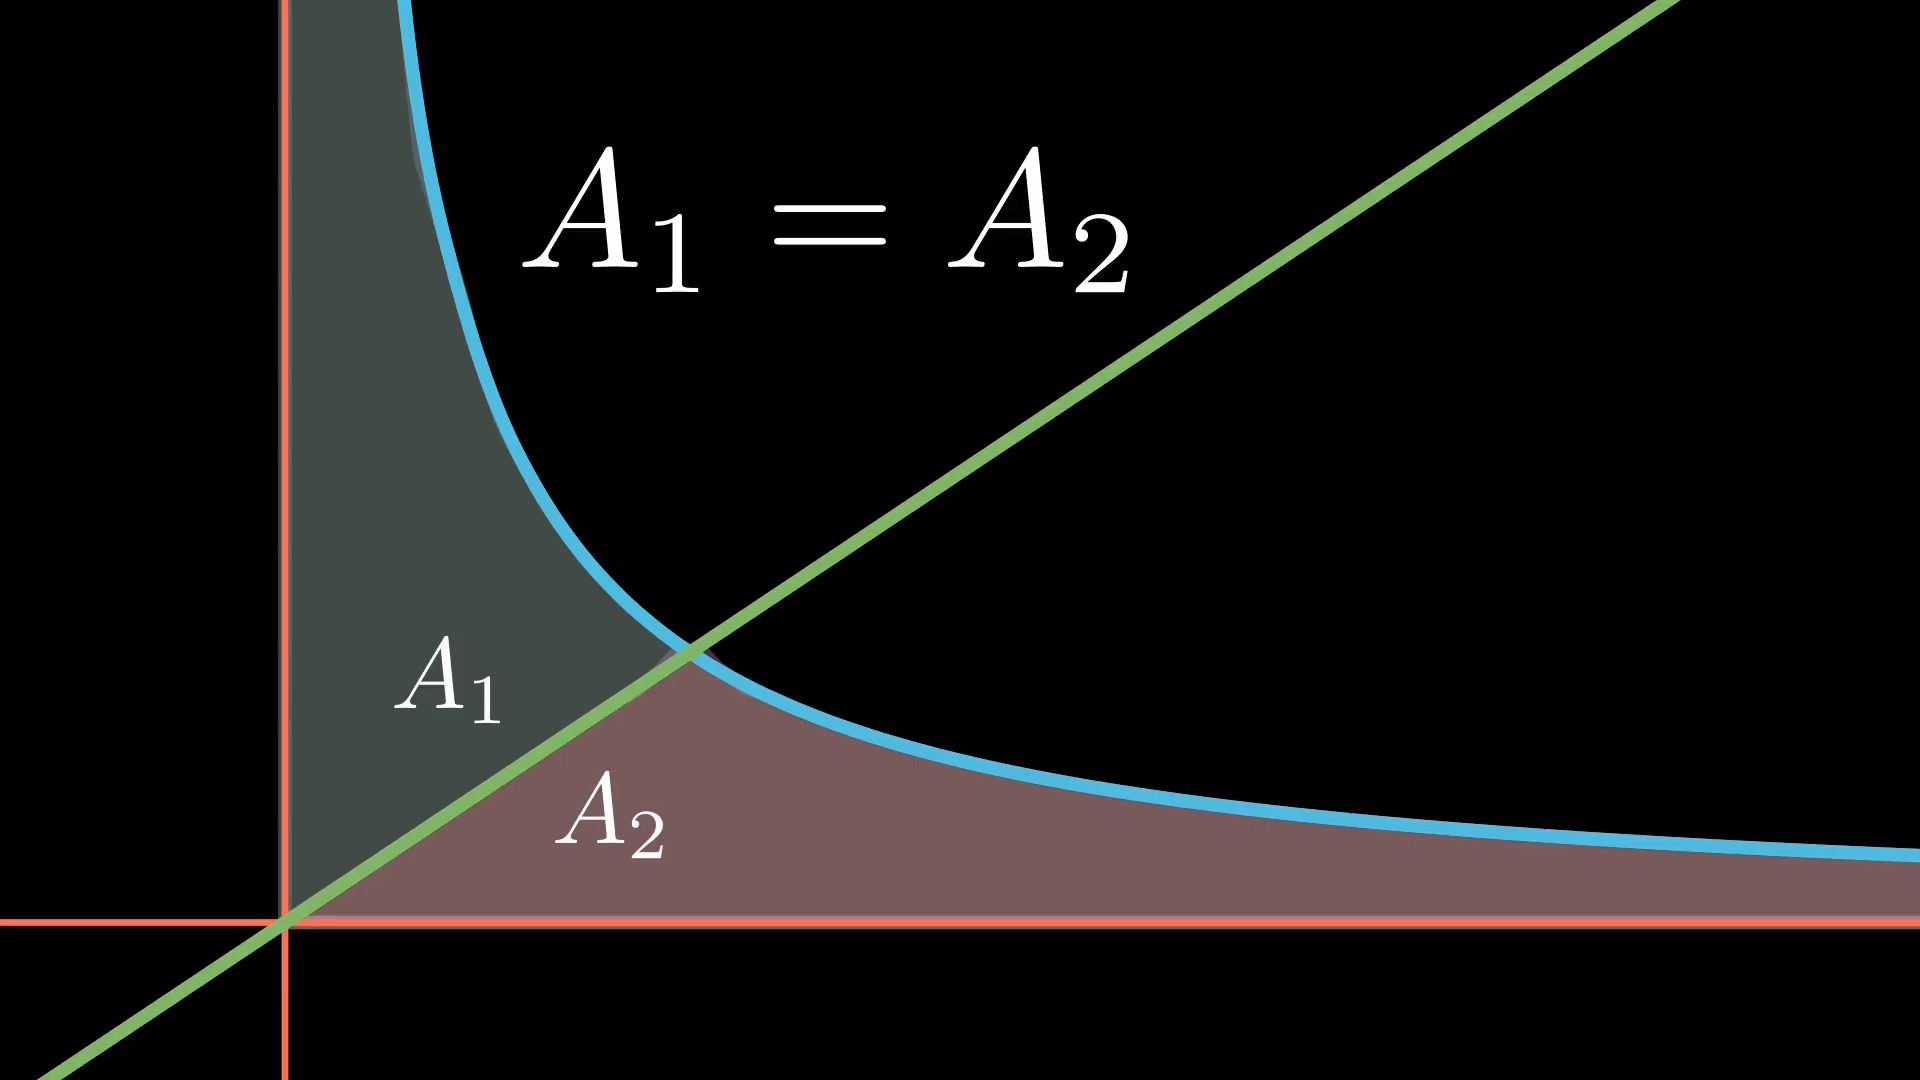 A₁ = A₂
A₁
A₂